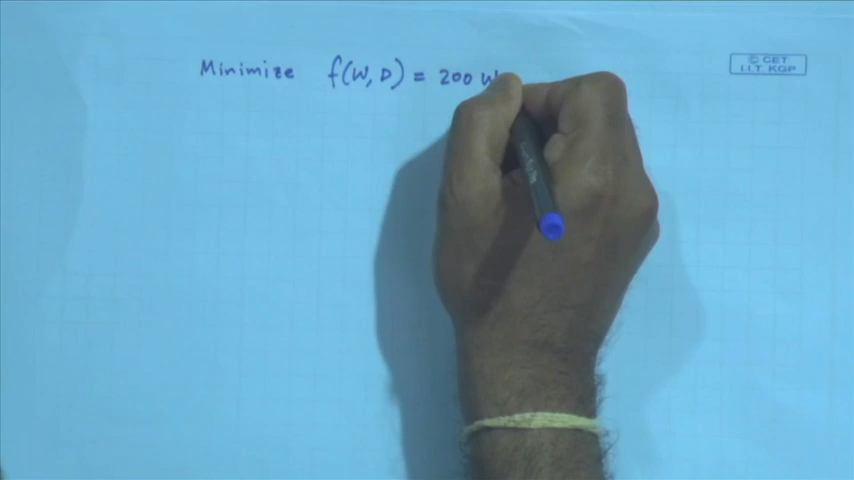 Minimize f(W, D) = 200 W
© CET
I.I.T. KGP